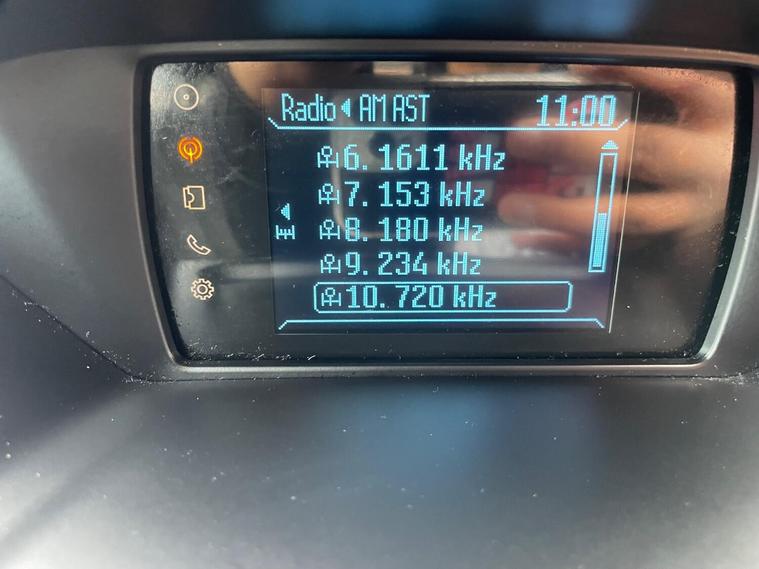 Radio AM AST 11:00
6. 1611 kHz
7. 153 kHz
8. 180 kHz
9. 234 kHz
10. 720 kHz